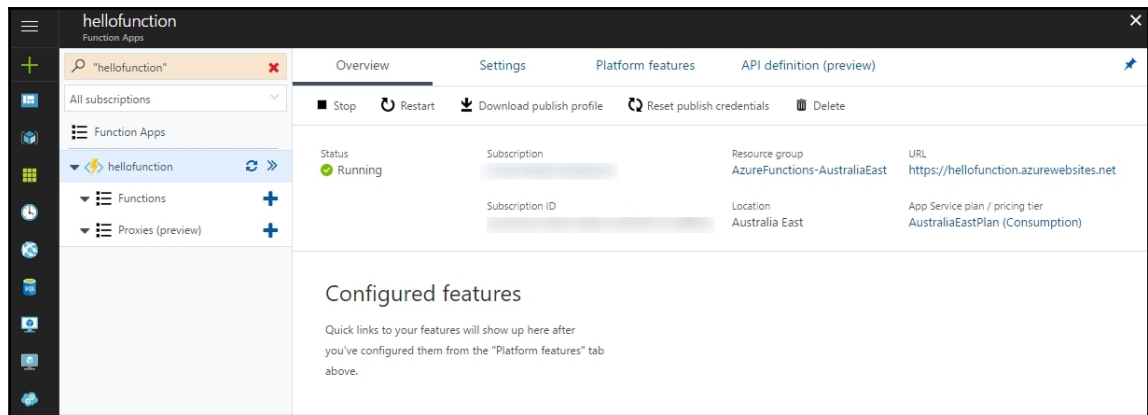 hellofunction
Function Apps
"hellofunction"
All subscriptions
Function Apps
hellofunction
Functions
Proxies (preview)
Overview Settings Platform features API definition (preview)
Stop Restart Download publish profile Reset publish credentials Delete
Status Subscription Resource group URL
Running AzureFunctions-AustraliaEast https://hellofunction.azurewebsites.net
Subscription ID Location App Service plan / pricing tier
Australia East AustraliaEastPlan (Consumption)
Configured features
Quick links to your features will show up here after
you've configured them from the "Platform features" tab
above.
SQL